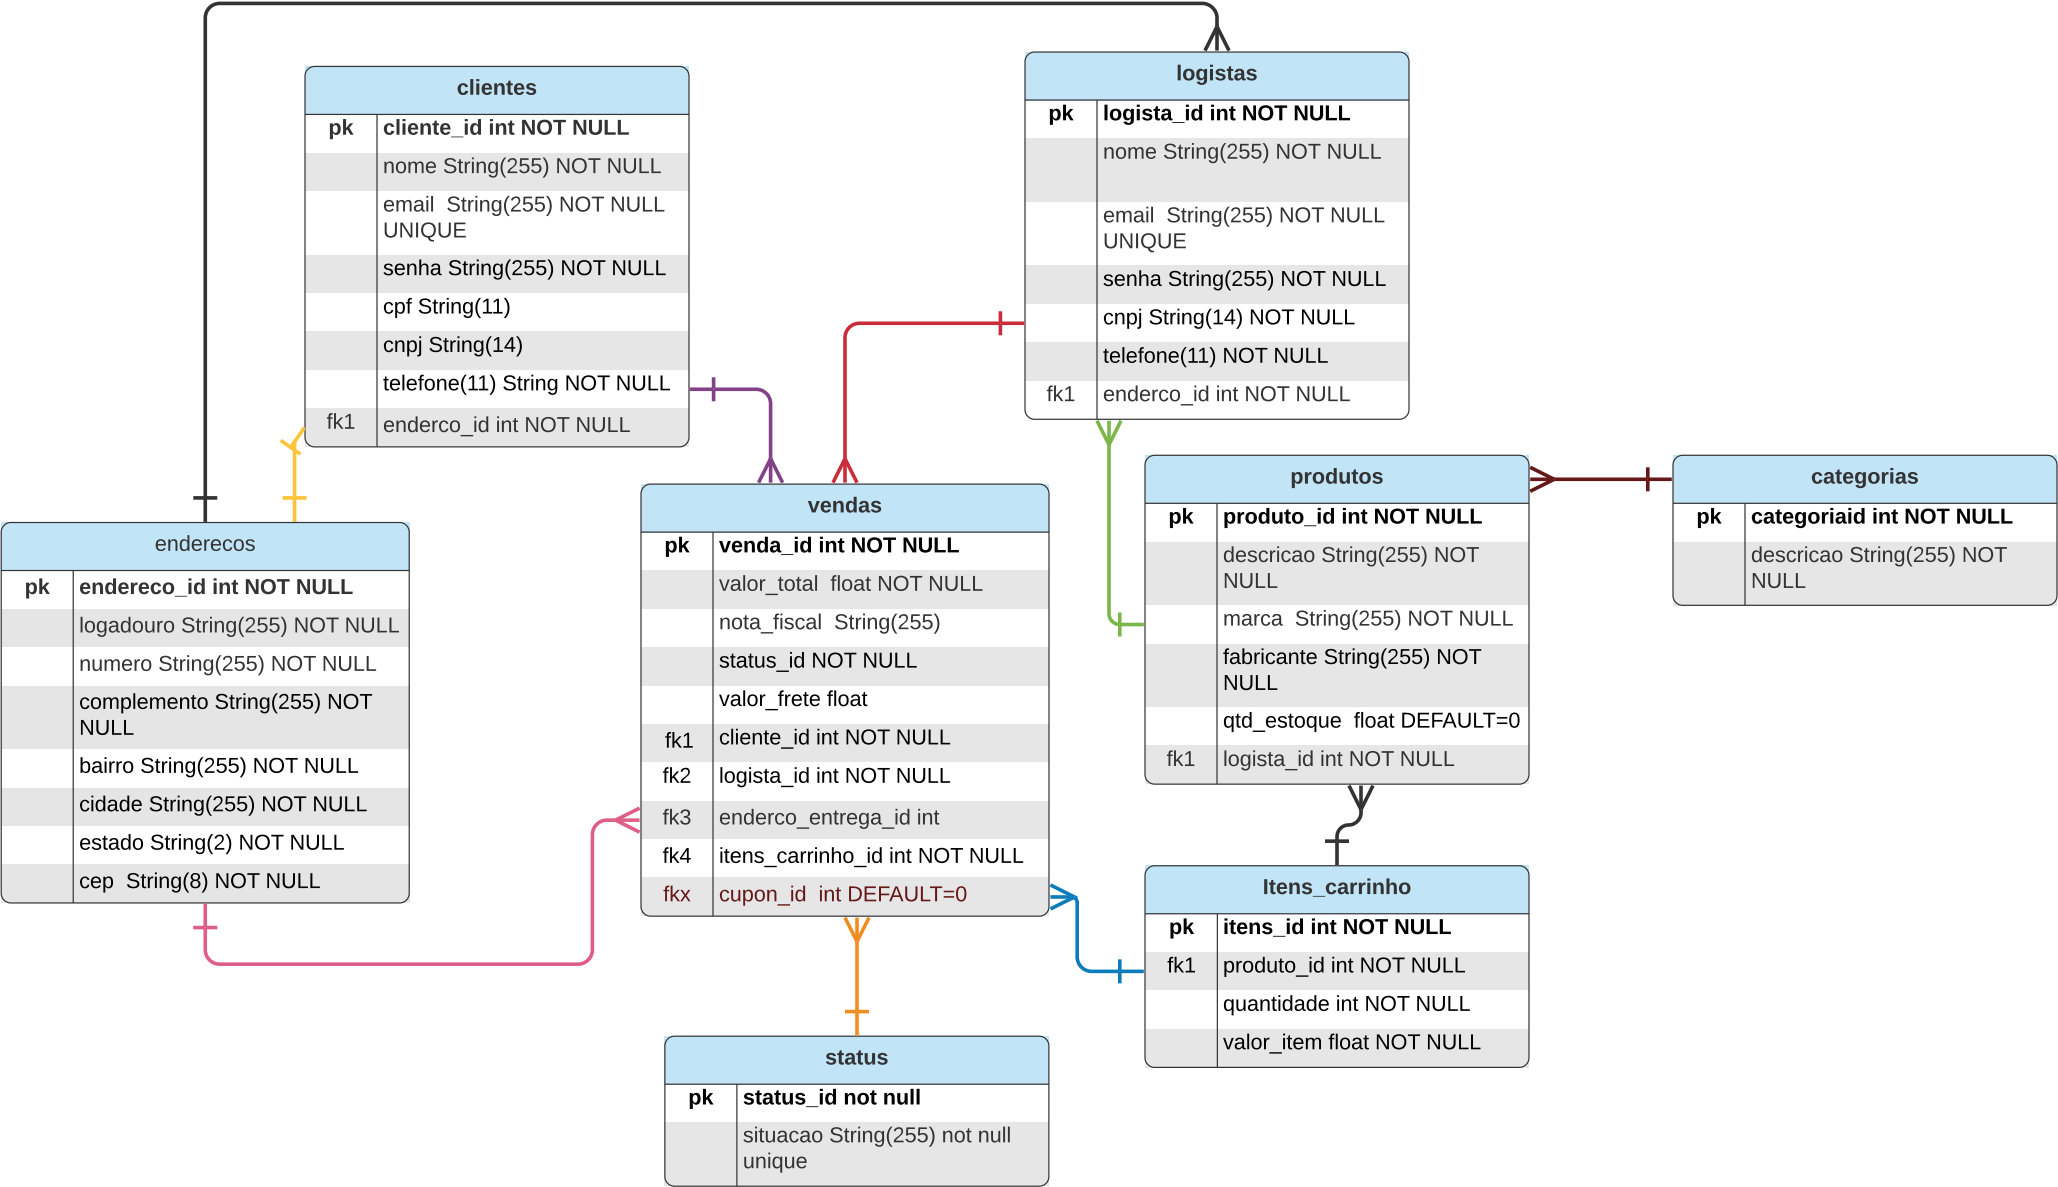 clientes
pk cliente_id int NOT NULL
nome String(255) NOT NULL
email  String(255) NOT NULL
UNIQUE
senha String(255) NOT NULL
cpf String(11)
cnpj String(14)
telefone(11) String NOT NULL
fk1 enderco_id int NOT NULL
logistas
pk logista_id int NOT NULL
nome String(255) NOT NULL
email  String(255) NOT NULL
UNIQUE
senha String(255) NOT NULL
cnpj String(14) NOT NULL
telefone(11) NOT NULL
fk1 enderco_id int NOT NULL
enderecos
pk endereco_id int NOT NULL
logadouro String(255) NOT NULL
numero String(255) NOT NULL
complemento String(255) NOT
NULL
bairro String(255) NOT NULL
cidade String(255) NOT NULL
estado String(2) NOT NULL
cep  String(8) NOT NULL
vendas
pk venda_id int NOT NULL
valor_total  float NOT NULL
nota_fiscal  String(255)
status_id NOT NULL
valor_frete float
fk1 cliente_id int NOT NULL
fk2 logista_id int NOT NULL
fk3 enderco_entrega_id int
fk4 itens_carrinho_id int NOT NULL
fkx cupon_id  int DEFAULT=0
produtos
pk produto_id int NOT NULL
descricao String(255) NOT
NULL
marca  String(255) NOT NULL
fabricante String(255) NOT
NULL
qtd_estoque  float DEFAULT=0
fk1 logista_id int NOT NULL
categorias
pk categoriaid int NOT NULL
descricao String(255) NOT
NULL
Itens_carrinho
pk itens_id int NOT NULL
fk1 produto_id int NOT NULL
quantidade int NOT NULL
valor_item float NOT NULL
status
pk status_id not null
situacao String(255) not null
unique